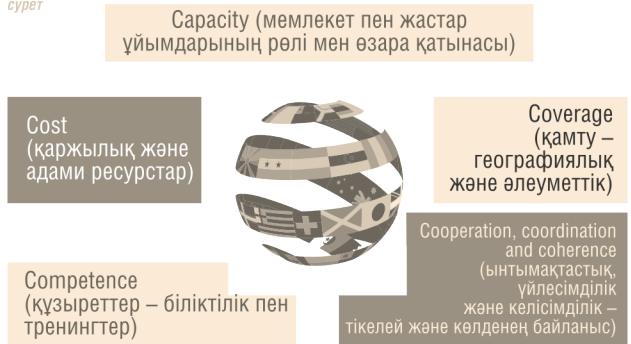 сурет
Capacity (мемлекет пен жастар
ұйымдарының рөлі мен өзара қатынасы)
Cost
(қаржылық және
адами ресурстар)
Coverage
(қамту –
географиялық
және әлеуметтік)
Cooperation, coordination
and coherence
(ынтымақтастық,
үйлесімділік
және келісімділік –
тікелей және көлденең байланыс)
Competence
(құзыреттер – біліктілік пен
тренингтер)